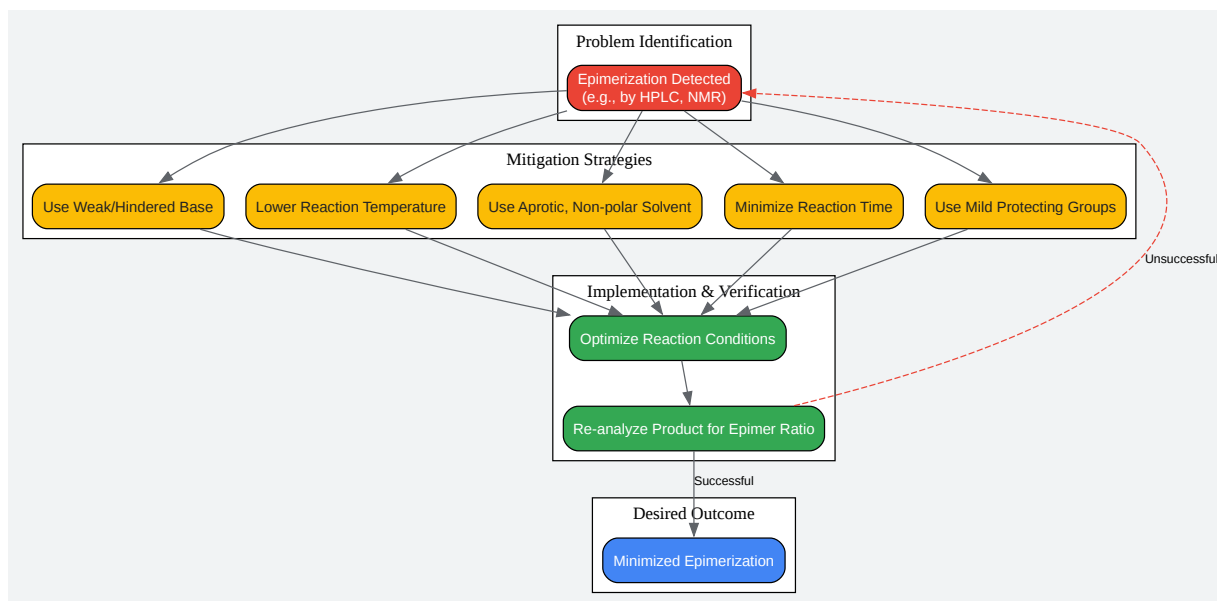 Problem Identification
Epimerization Detected
(e.g., by HPLC, NMR)
Mitigation Strategies
Use Weak/Hindered Base
Lower Reaction Temperature
Use Aprotic, Non-polar Solvent
Minimize Reaction Time
Use Mild Protecting Groups
Unsuccessful
Implementation & Verification
Optimize Reaction Conditions
Re-analyze Product for Epimer Ratio
Successful
Desired Outcome
Minimized Epimerization